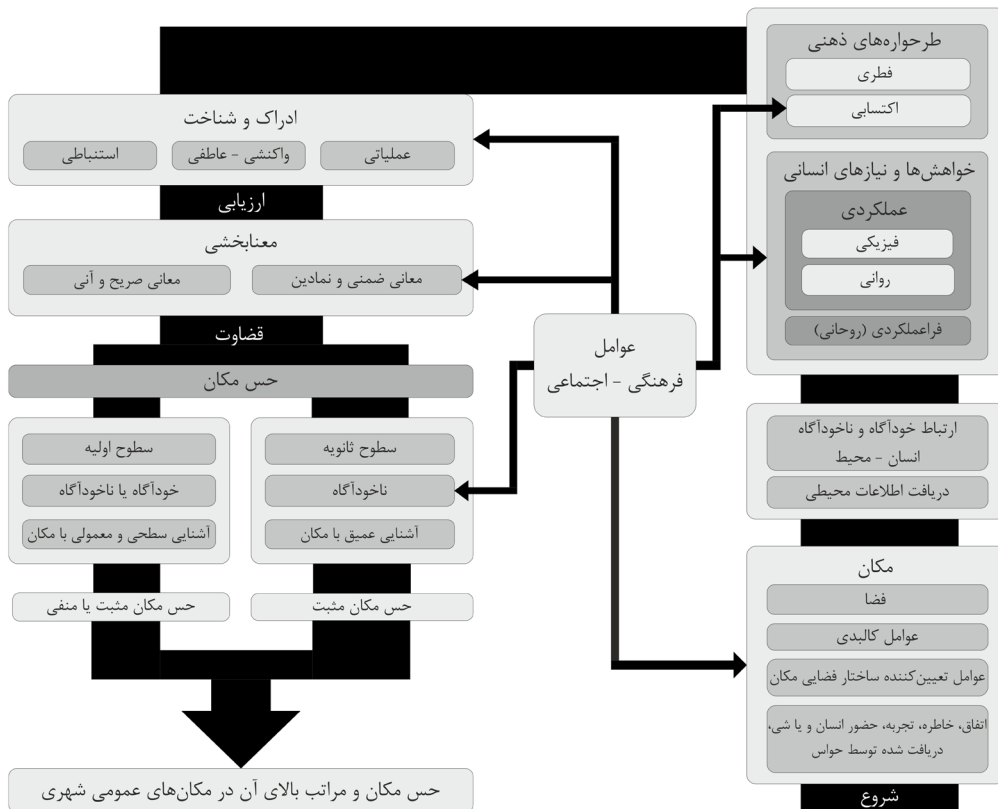 طرحواره‌های ذهنی
فطری
اکتسابی
خواهش‌ها و نیازهای انسانی
عملکردی
فیزیکی
روانی
فراعملکردی (روحانی)
ارتباط خودآگاه و ناخودآگاه
انسان - محیط
دریافت اطلاعات محیطی
مکان
فضا
عوامل کالبدی
عوامل تعیین‌کننده ساختار فضایی مکان
اتفاق، خاطره، تجربه، حضور انسان و یا شی،
دریافت شده توسط حواس
شروع
عوامل
فرهنگی - اجتماعی
ادراک و شناخت
عملیاتی
واکنشی - عاطفی
استنباطی
ارزیابی
معنابخشی
معانی ضمنی و نمادین
معانی صریح و آنی
قضاوت
حس مکان
سطوح ثانویه
ناخودآگاه
آشنایی عمیق با مکان
حس مکان مثبت
سطوح اولیه
خودآگاه یا ناخودآگاه
آشنایی سطحی و معمولی با مکان
حس مکان مثبت یا منفی
حس مکان و مراتب بالای آن در مکان‌های عمومی شهری